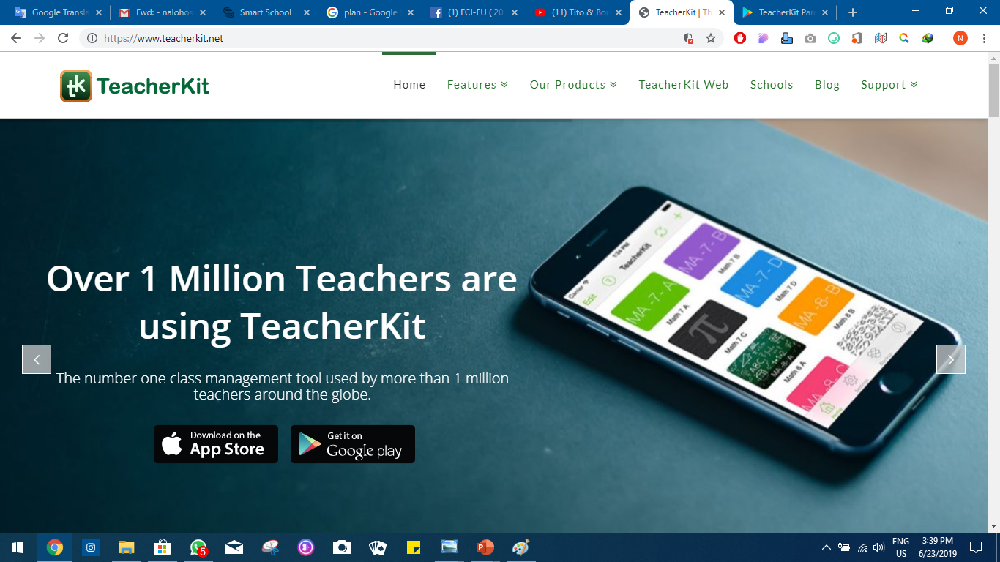 Google Transla
Fwd: - nalohos
Smart School
plan - Google
(1) FCI-FU ( 20
(11) Tito & Bor
TeacherKit | Th
TeacherKit Par
https://www.teacherkit.net
N
tk TeacherKit
Home
Features
Our Products
TeacherKit Web
Schools
Blog
Support
Over 1 Million Teachers are
using TeacherKit
The number one class management tool used by more than 1 million
teachers around the globe.
Download on the
App Store
Get it on
Google play
Carrier
1:34 PM
Edit
TeacherKit
MA -7- A
Math 7 A
MA -7- B
Math 7 B
π
Math 7 C
MA -7- D
Math 7 D
MA-8-A
Math 8 A
MA -8- B
Math 8 B
MA -8- C
Home
Settings
5
ENG
US
3:39 PM
6/23/2019